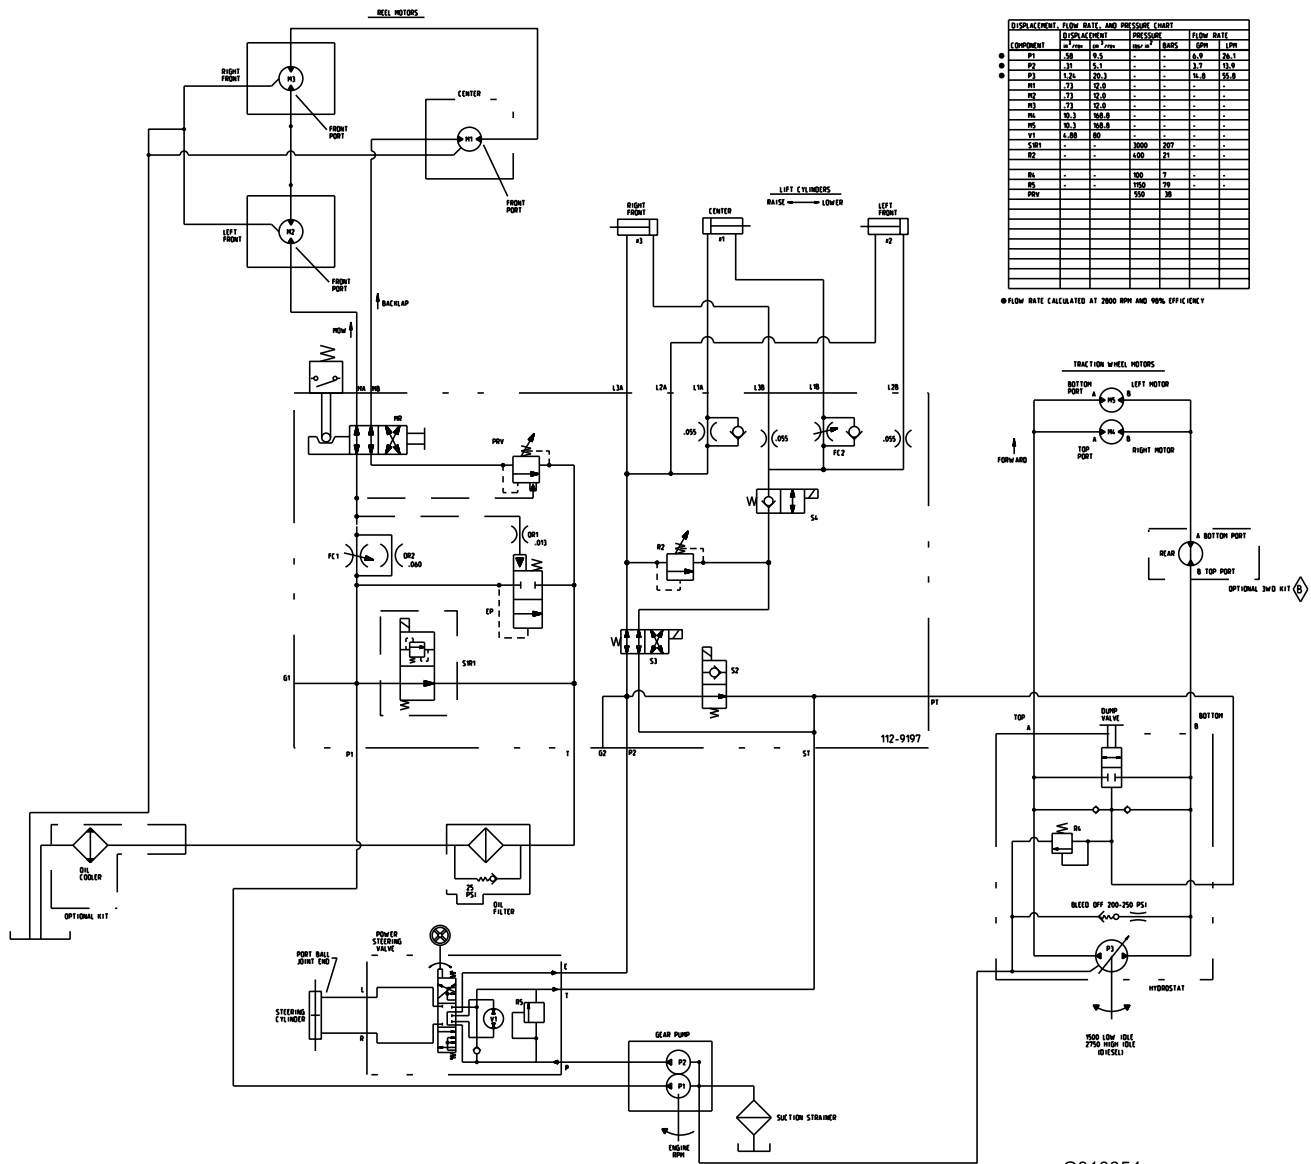 REEL MOTORS
RIGHT
FRONT
M3
FRONT
PORT
CENTER
M1
FRONT
PORT
LEFT
FRONT
M2
FRONT
PORT
BACKLAP
MOW
MA MB
MR
LIFT CYLINDERS
RAISE LOWER
RIGHT
FRONT
#3
CENTER
#1
LEFT
FRONT
#2
L3A
L2A
L1A
L3B
L1B
L2B
.055
.055
FC2
.055
PRV
S4
OR1
.013
FC1
OR2
.060
R2
EP
S1R1
S3
S2
G1
PT
112-9197
P1
T
G2
P2
ST
DISPLACEMENT, FLOW RATE, AND PRESSURE CHART
DISPLACEMENT PRESSURE FLOW RATE
COMPONENT in³/rev cm³/rev lbs/in² BARS GPM LPM
P1 .58 9.5 - - 6.9 26.1
P2 .31 5.1 - - 3.7 13.9
P3 1.24 20.3 - - 14.8 55.8
M1 .73 12.0 - - - -
M2 .73 12.0 - - - -
M3 .73 12.0 - - - -
M4 10.3 168.8 - - - -
M5 10.3 168.8 - - - -
V1 4.88 80 - - - -
S1R1 - - 3000 207 - -
R2 - - 400 21 - -
R4 - - 100 7 - -
R5 - - 1150 79 - -
PRV 550 38
FLOW RATE CALCULATED AT 2800 RPM AND 98% EFFICIENCY
TRACTION WHEEL MOTORS
BOTTOM
PORT
A
M5
B
LEFT MOTOR
M4
A
B
TOP
PORT
RIGHT MOTOR
FORWARD
A BOTTOM PORT
REAR
B TOP PORT
OPTIONAL 3WD KIT B
TOP
A
DUMP
VALVE
BOTTOM
B
R4
BLEED OFF 200-250 PSI
P3
HYDROSTAT
1500 LOW IDLE
2750 HIGH IDLE
(DIESEL)
OIL
COOLER
OPTIONAL KIT
25
PSI
OIL
FILTER
POWER
STEERING
VALVE
PORT BALL
JOINT END
STEERING
CYLINDER
L
R
V1
R5
E
T
P
GEAR PUMP
P2
P1
ENGINE
RPM
SUCTION STRAINER